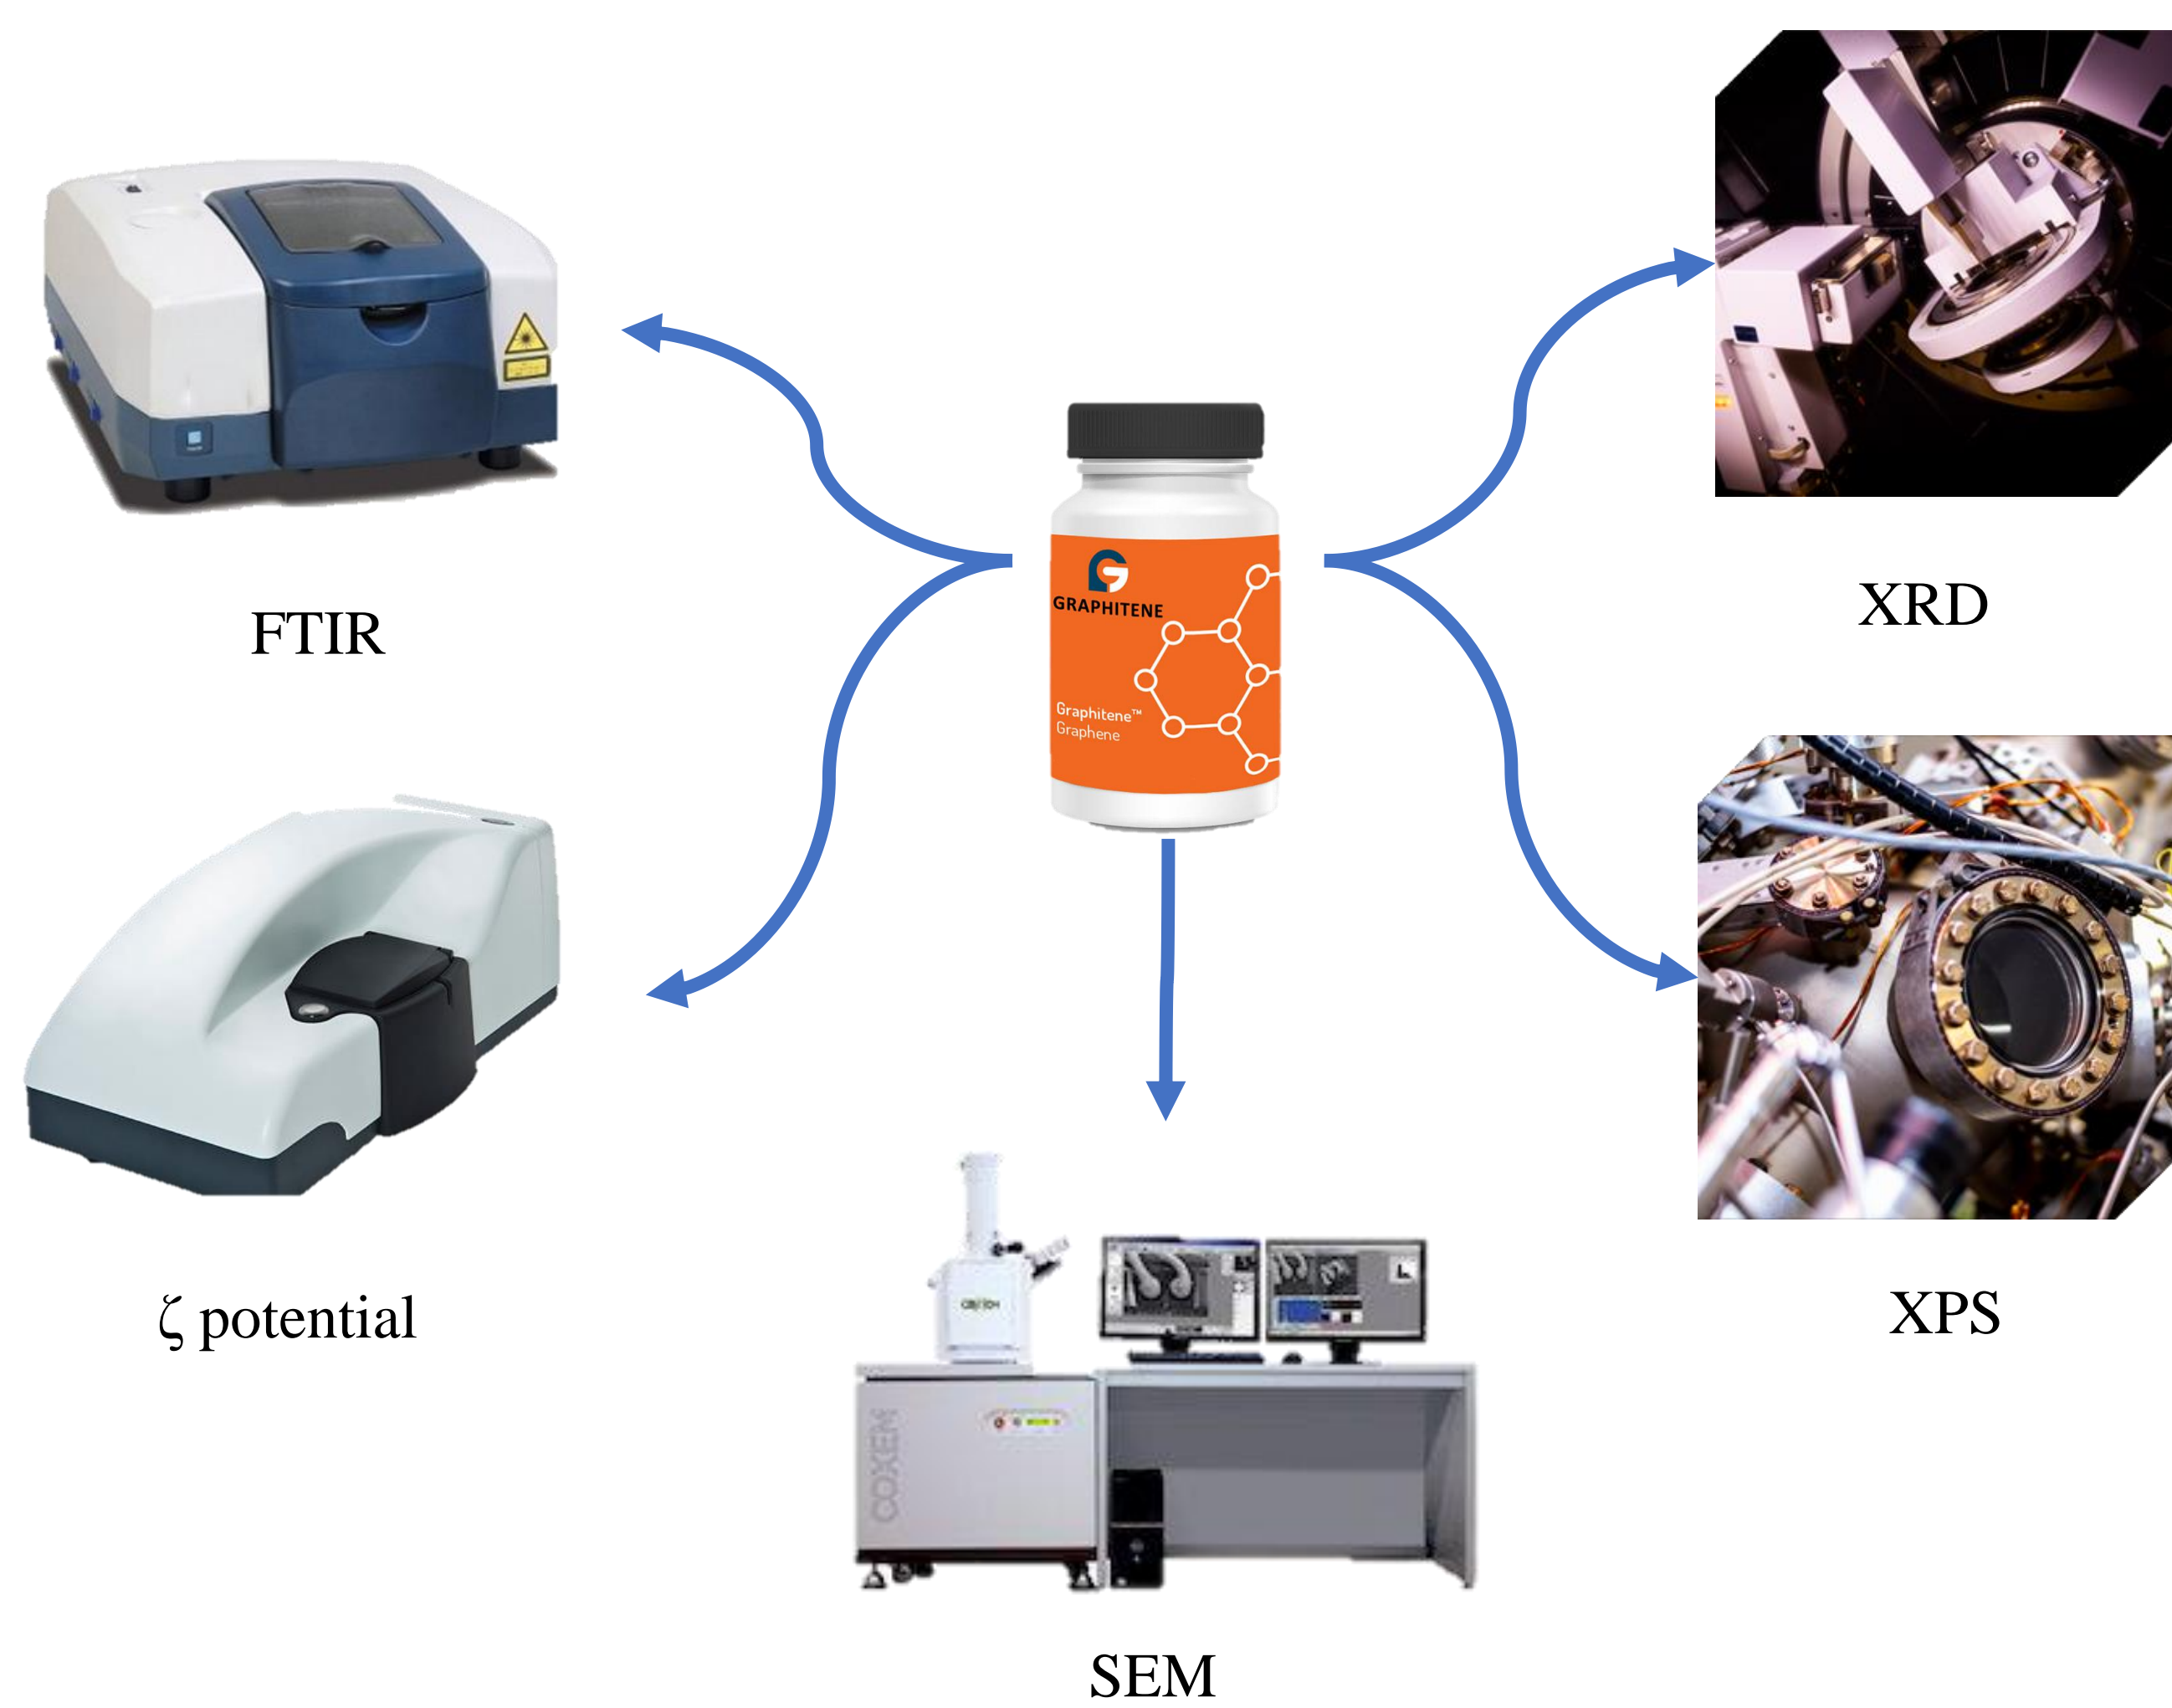 FTIR
XRD
GRAPHITENE
Graphitene™
Graphene
ζ potential
XPS
COXEM
SEM